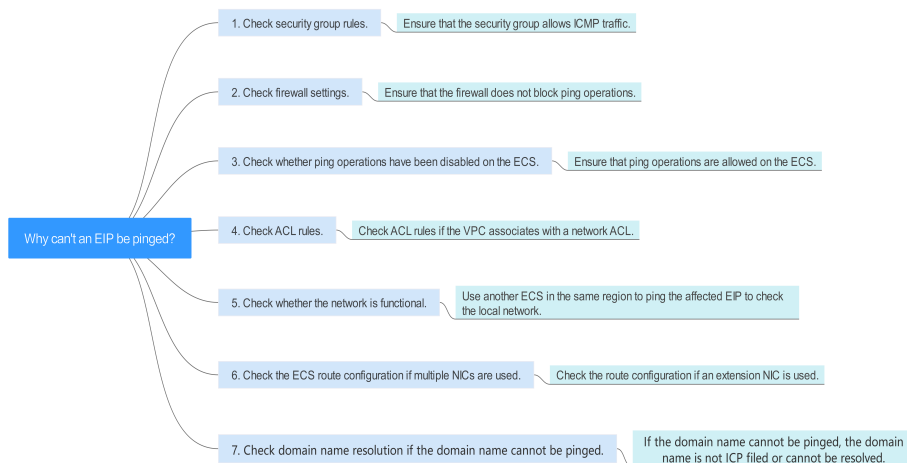 1. Check security group rules.
Ensure that the security group allows ICMP traffic.
2. Check firewall settings.
Ensure that the firewall does not block ping operations.
3. Check whether ping operations have been disabled on the ECS.
Ensure that ping operations are allowed on the ECS.
Why can't an EIP be pinged?
4. Check ACL rules.
Check ACL rules if the VPC associates with a network ACL.
5. Check whether the network is functional.
Use another ECS in the same region to ping the affected EIP to check
the local network.
6. Check the ECS route configuration if multiple NICs are used.
Check the route configuration if an extension NIC is used.
7. Check domain name resolution if the domain name cannot be pinged.
If the domain name cannot be pinged, the domain
name is not ICP filed or cannot be resolved.